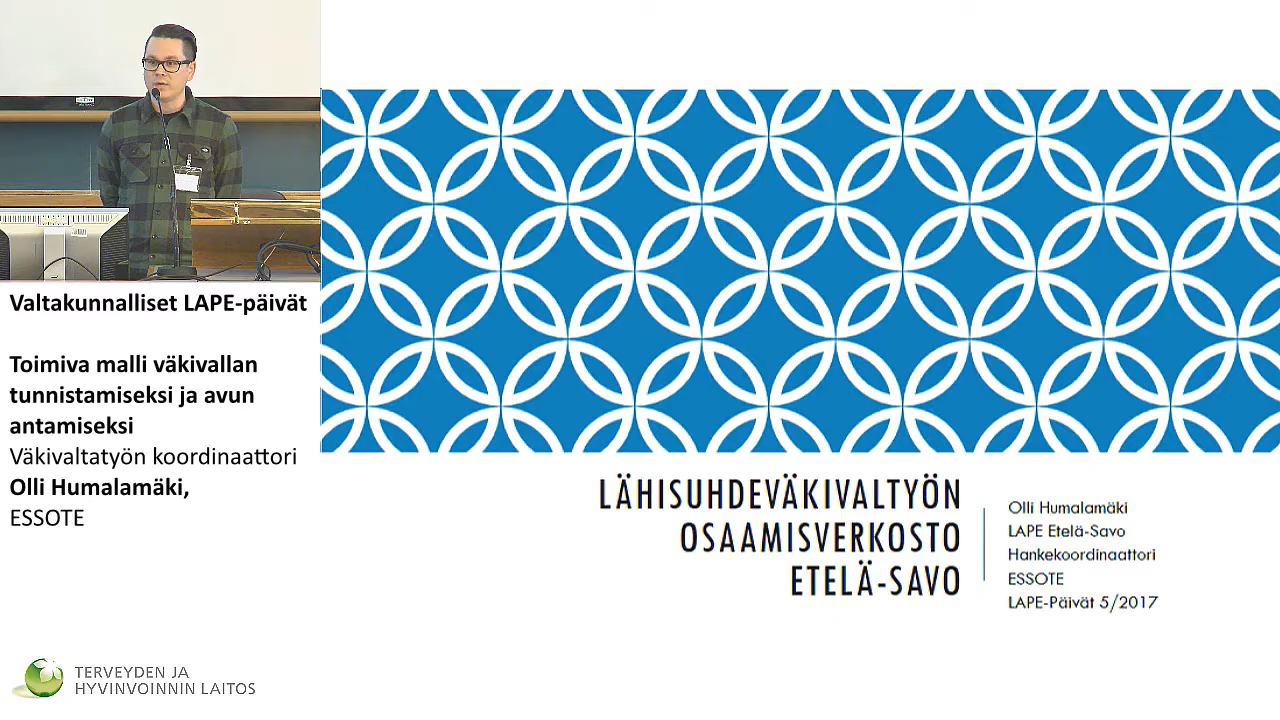 Valtakunnalliset LAPE-päivät
Toimiva malli väkivallan
tunnistamiseksi ja avun
antamiseksi
Väkivaltatyön koordinaattori
Olli Humalamäki,
ESSOTE
TERVEYDEN JA
HYVINVOINNIN LAITOS
LÄHISUHDEVÄKIVALTYÖN
OSAAMISVERKOSTO
ETELÄ-SAVO
Olli Humalamäki
LAPE Etelä-Savo
Hankekoordinaattori
ESSOTE
LAPE-Päivät 5/2017